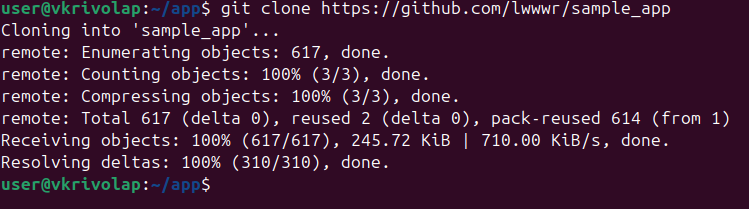 user@vkrivolap:~/app$ git clone https://github.com/lwwwr/sample_app
Cloning into 'sample_app'...
remote: Enumerating objects: 617, done.
remote: Counting objects: 100% (3/3), done.
remote: Compressing objects: 100% (3/3), done.
remote: Total 617 (delta 0), reused 2 (delta 0), pack-reused 614 (from 1)
Receiving objects: 100% (617/617), 245.72 KiB | 710.00 KiB/s, done.
Resolving deltas: 100% (310/310), done.
user@vkrivolap:~/app$